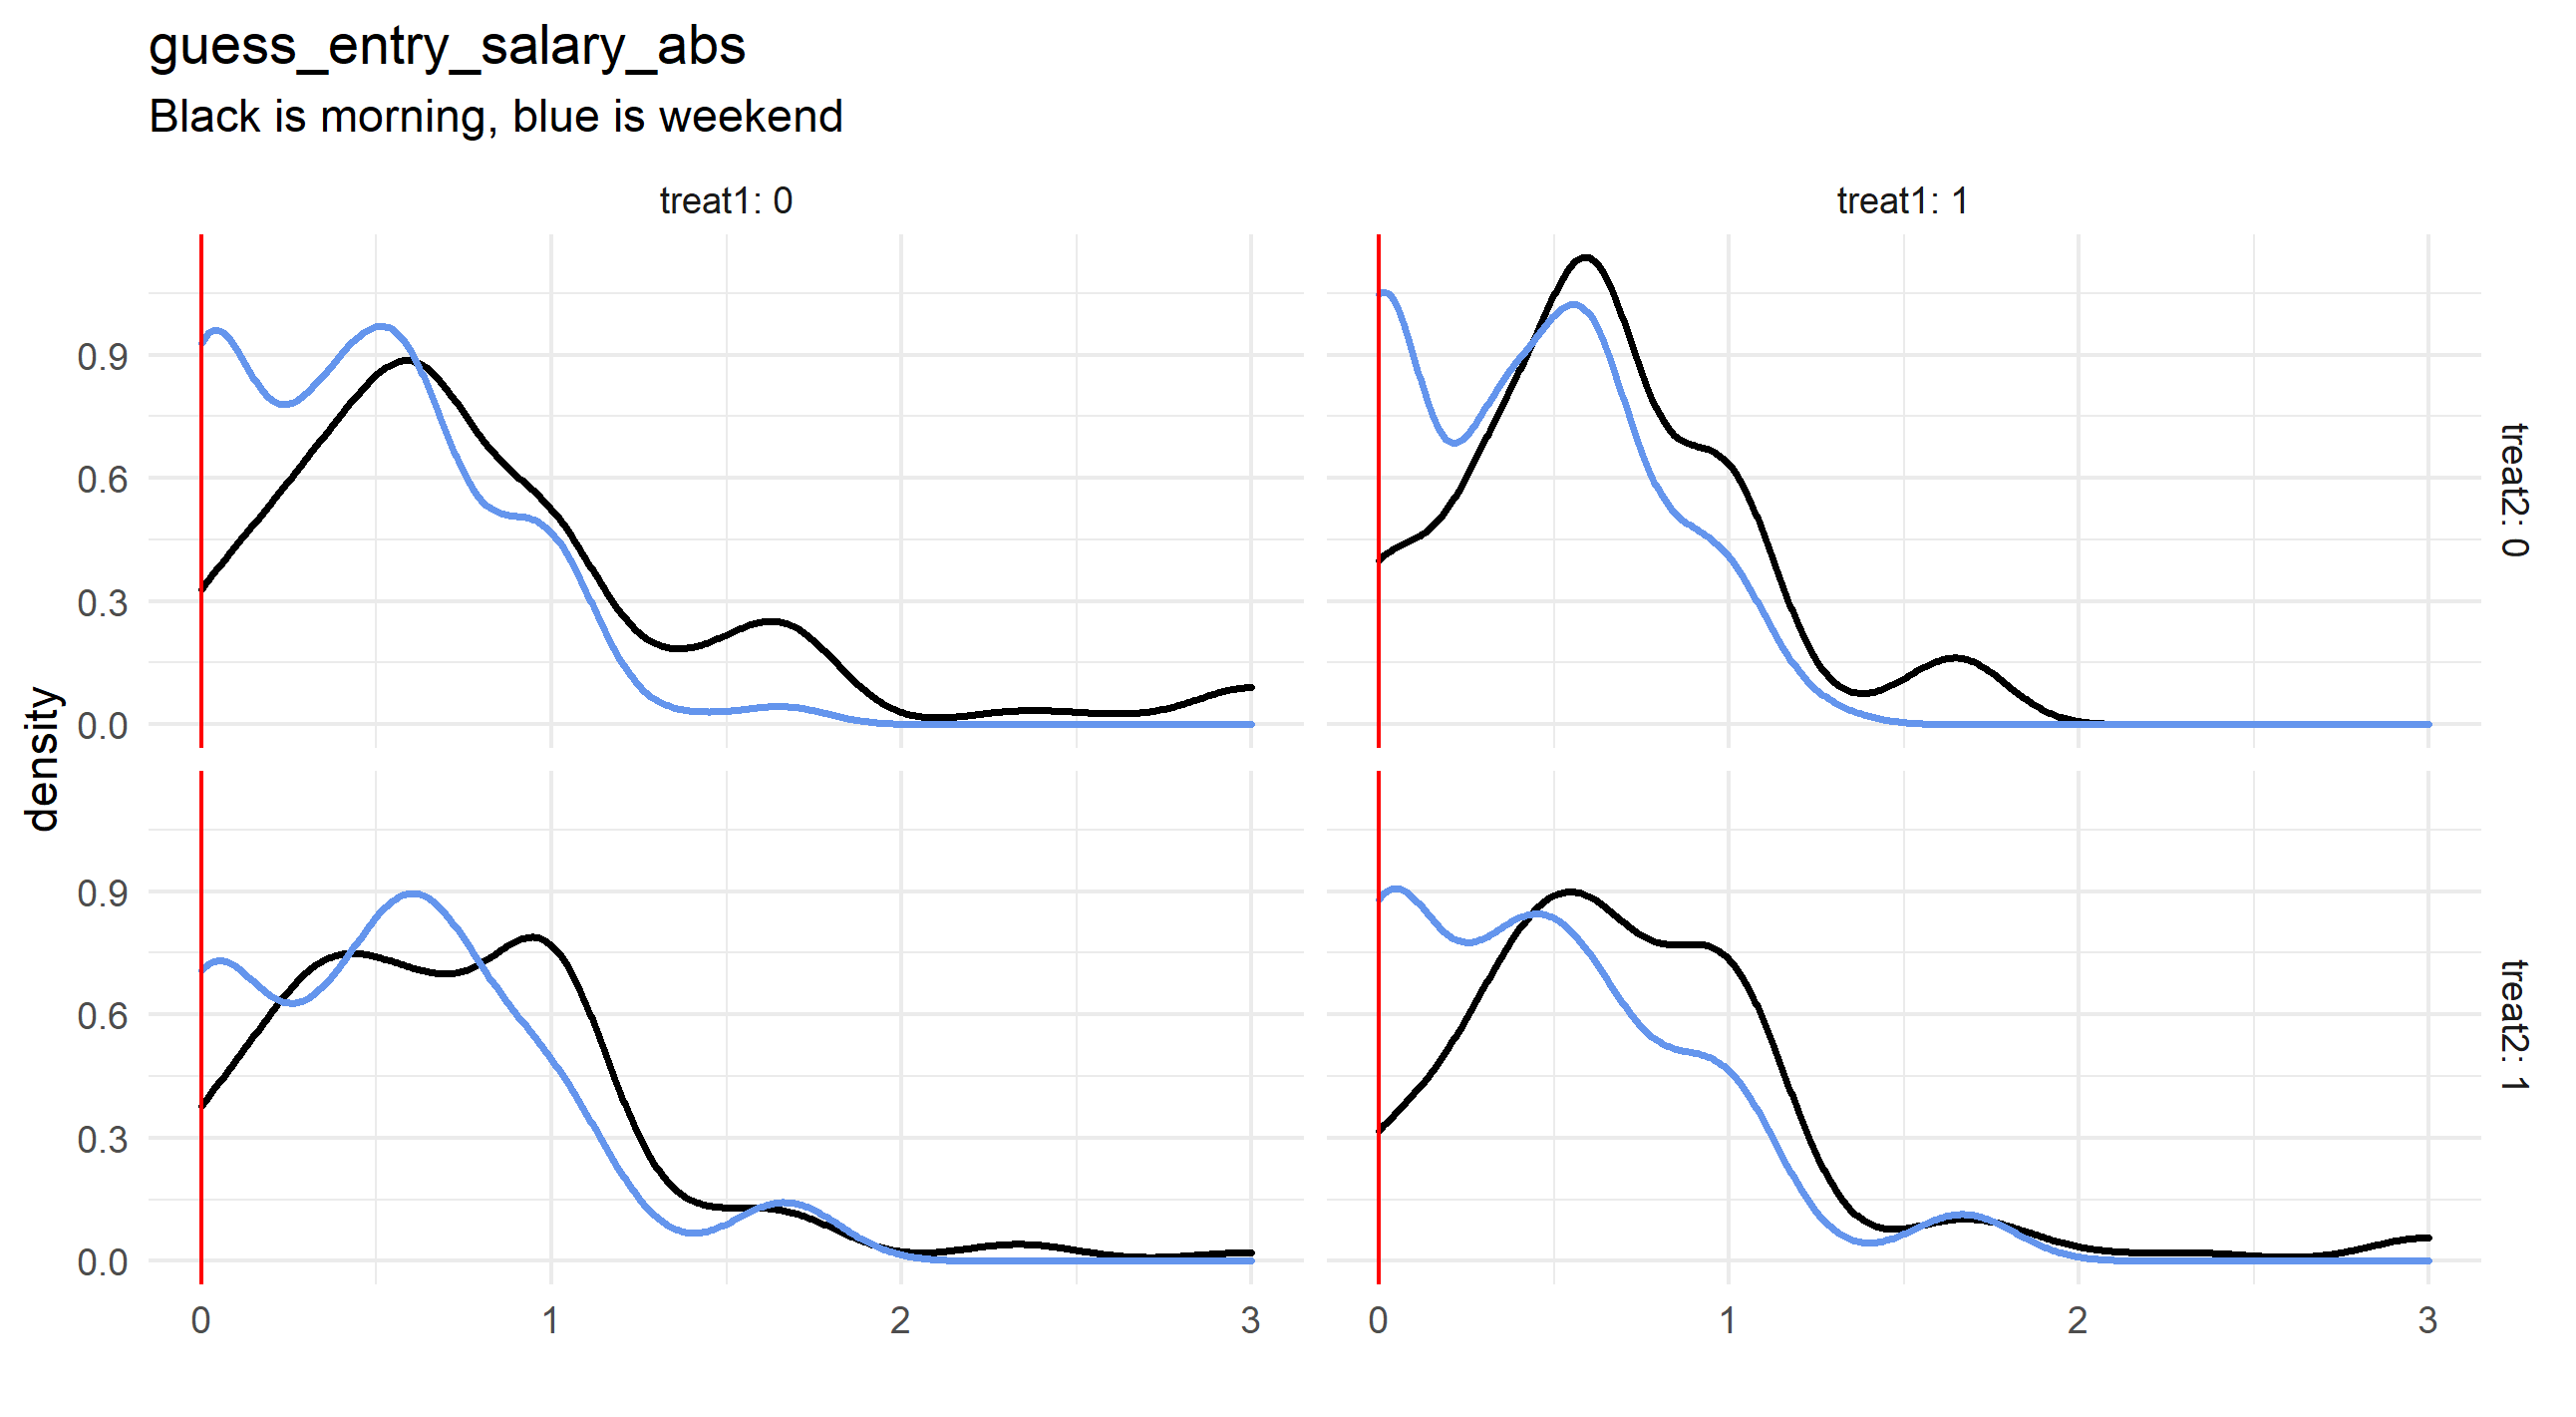 guess_entry_salary_abs
Black is morning, blue is weekend
treat1: 0
treat1: 1
0.9
0.6
0.3
0.0
treat2: 0
density
0.9
0.6
0.3
0.0
treat2: 1
0
1
2
3
0
1
2
3